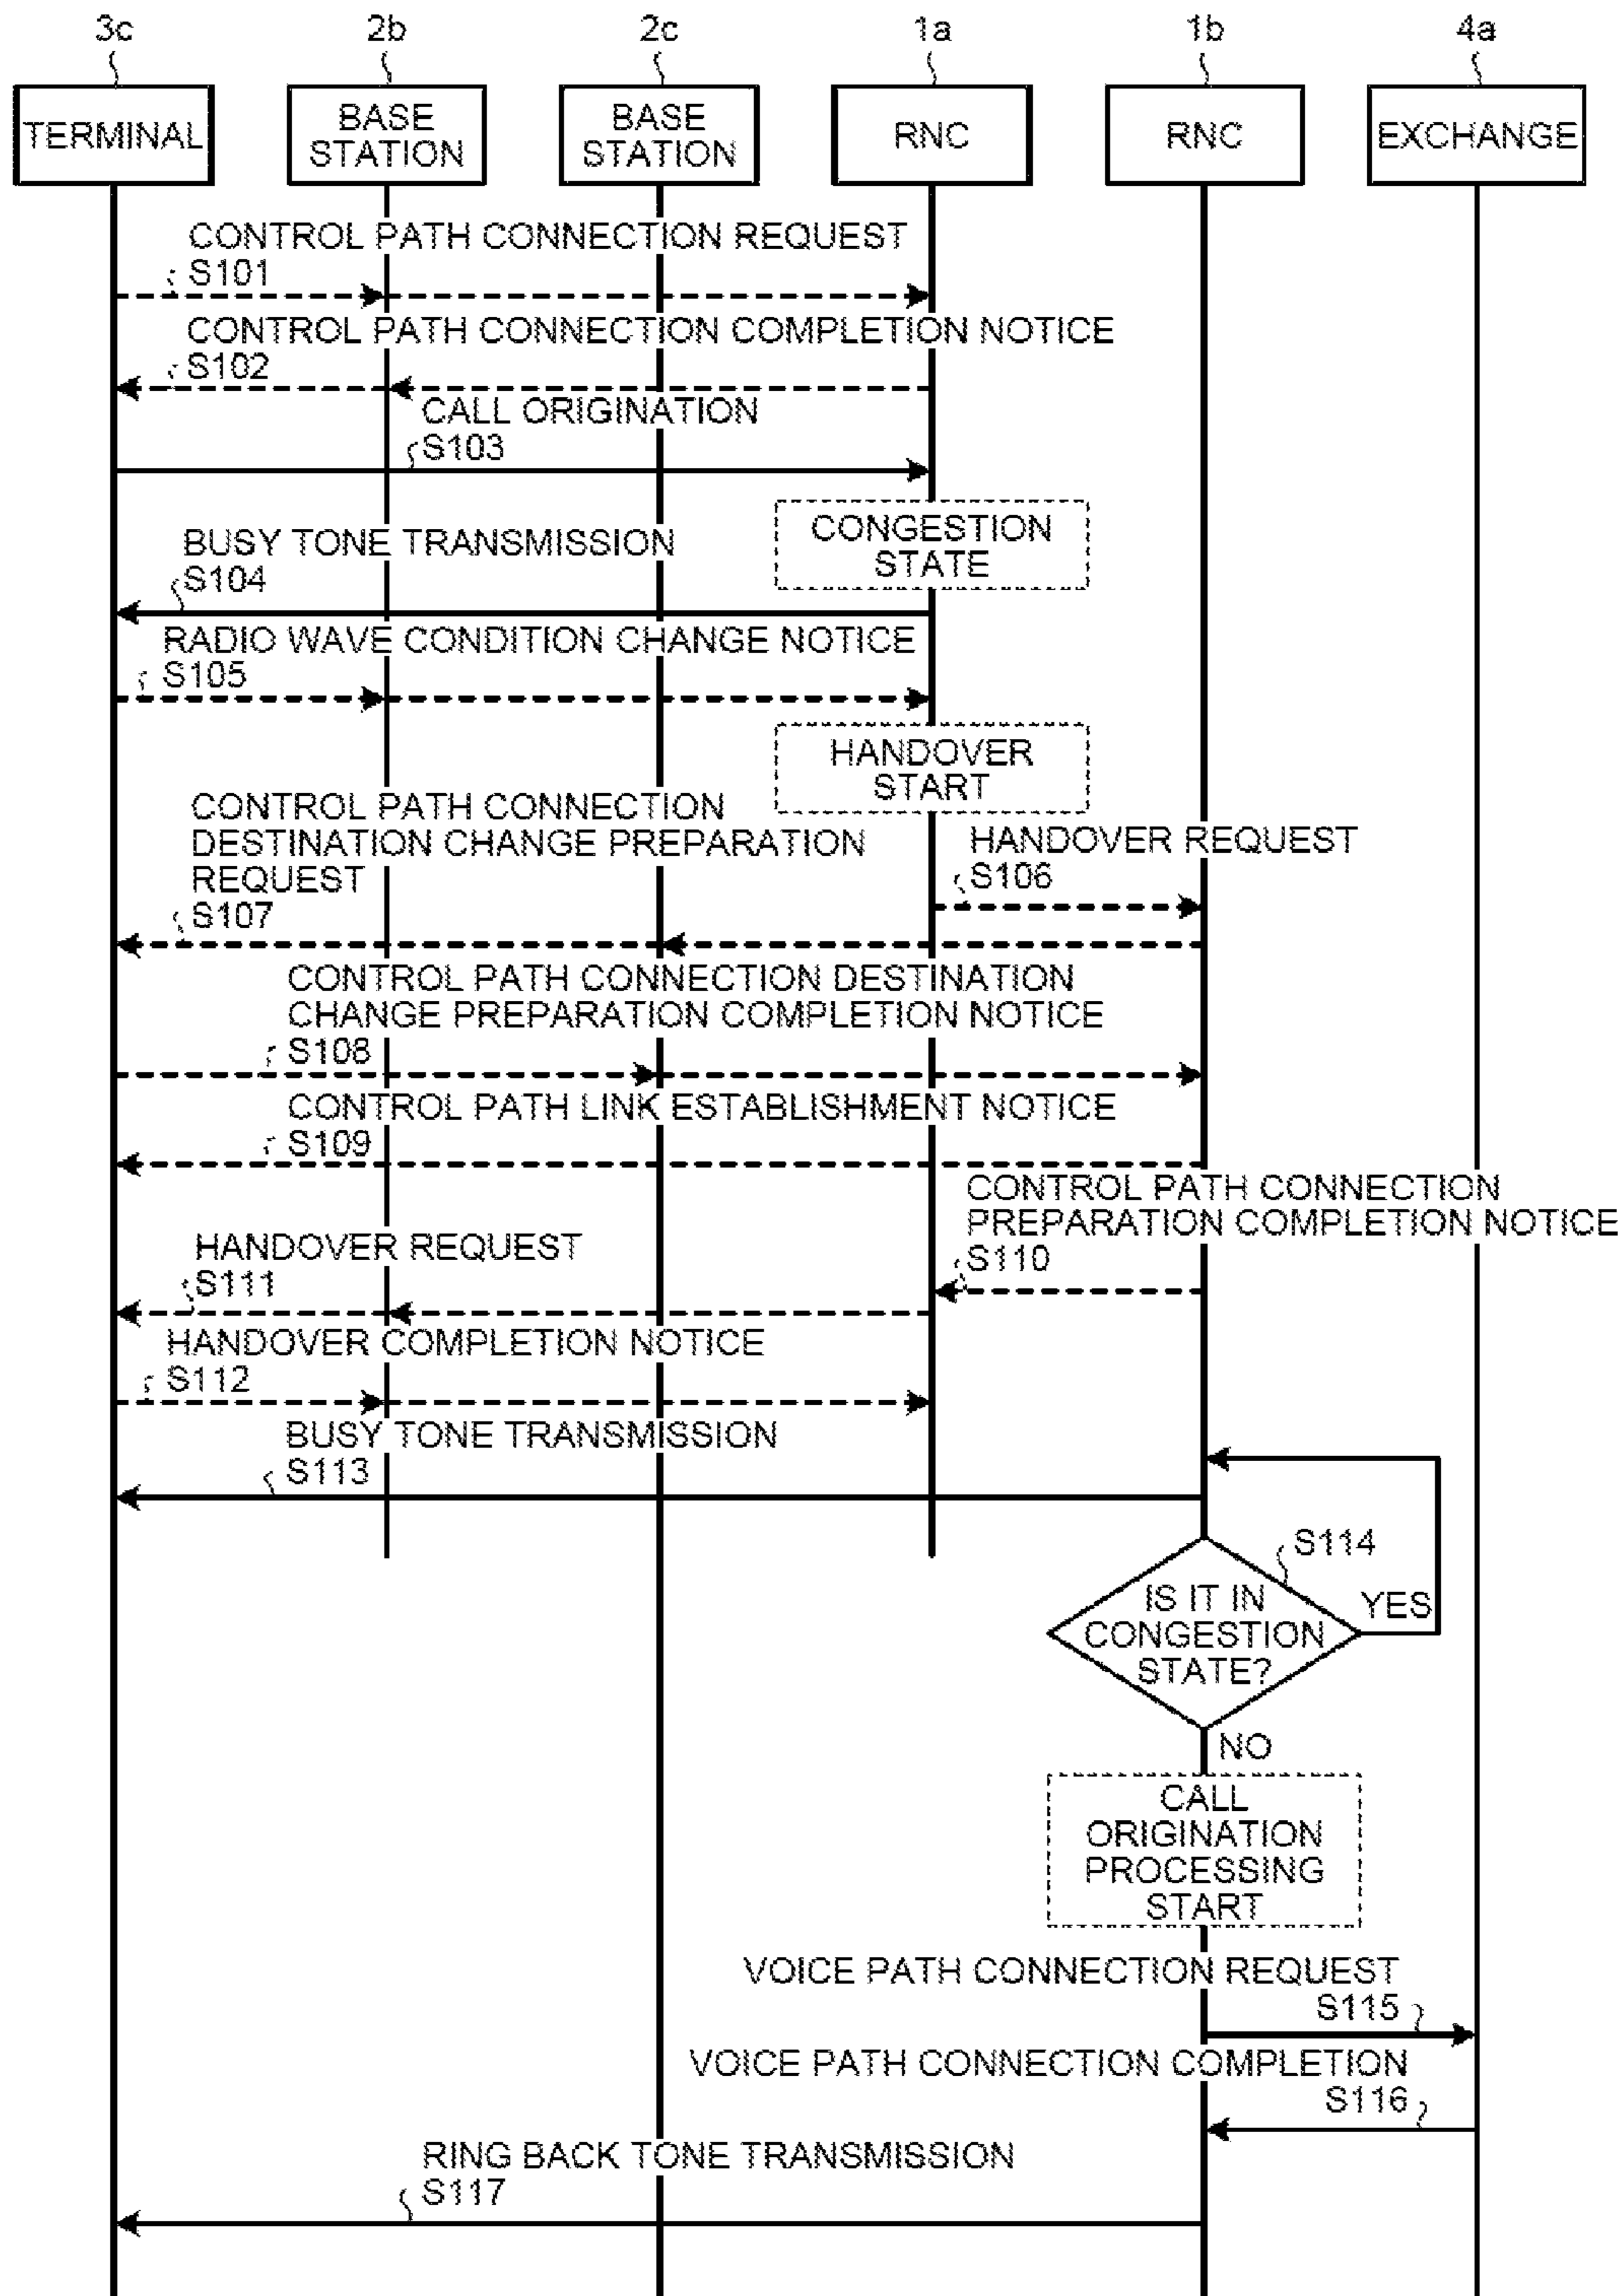 3c 2b 2c 1a 1b 4a
TERMINAL
BASE
STATION
BASE
STATION
RNC
RNC
EXCHANGE
CONTROL PATH CONNECTION REQUEST
S101
CONTROL PATH CONNECTION COMPLETION NOTICE
S102
CALL ORIGINATION
S103
CONGESTION
STATE
BUSY TONE TRANSMISSION
S104
RADIO WAVE CONDITION CHANGE NOTICE
S105
HANDOVER
START
CONTROL PATH CONNECTION
DESTINATION CHANGE PREPARATION
REQUEST
S107
HANDOVER REQUEST
S106
CONTROL PATH CONNECTION DESTINATION
CHANGE PREPARATION COMPLETION NOTICE
S108
CONTROL PATH LINK ESTABLISHMENT NOTICE
S109
CONTROL PATH CONNECTION
PREPARATION COMPLETION NOTICE
S110
HANDOVER REQUEST
S111
HANDOVER COMPLETION NOTICE
S112
BUSY TONE TRANSMISSION
S113
S114
IS IT IN
CONGESTION
STATE?
YES
NO
CALL
ORIGINATION
PROCESSING
START
VOICE PATH CONNECTION REQUEST
S115
VOICE PATH CONNECTION COMPLETION
S116
RING BACK TONE TRANSMISSION
S117